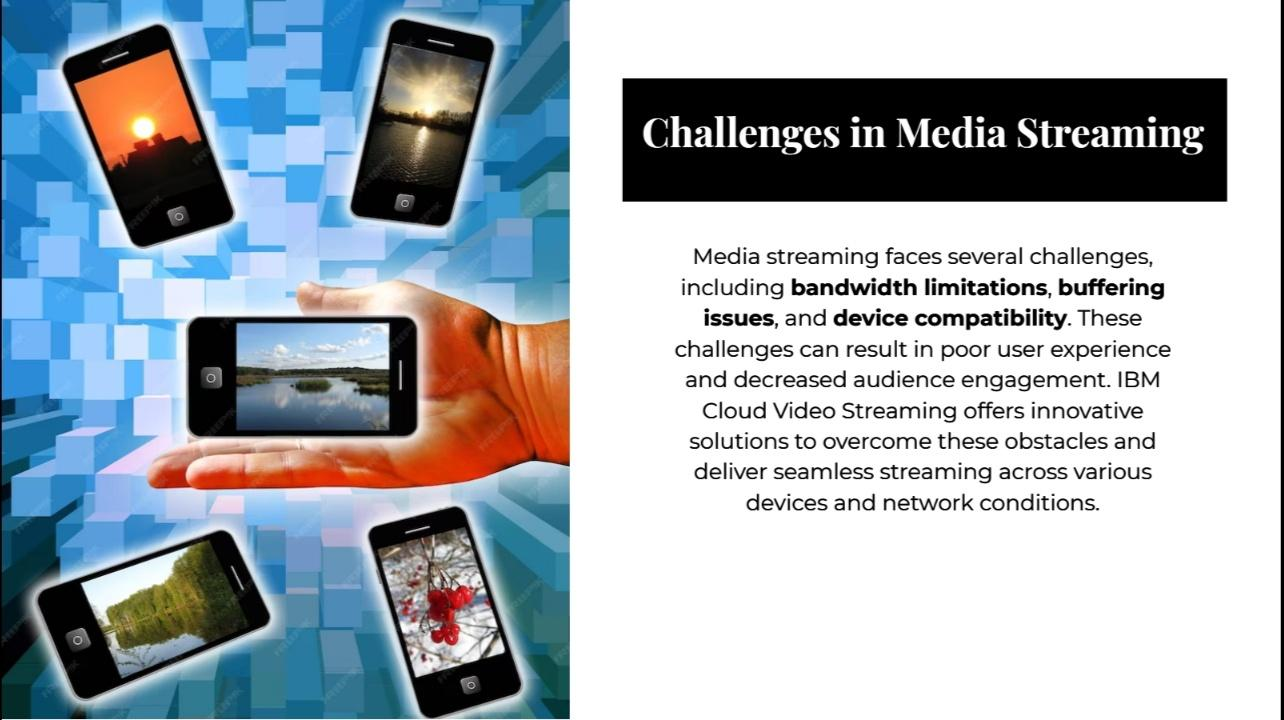 Challenges in Media Streaming
Media streaming faces several challenges,
including bandwidth limitations, buffering
issues, and device compatibility. These
challenges can result in poor user experience
and decreased audience engagement. IBM
Cloud Video Streaming offers innovative
solutions to overcome these obstacles and
deliver seamless streaming across various
devices and network conditions.